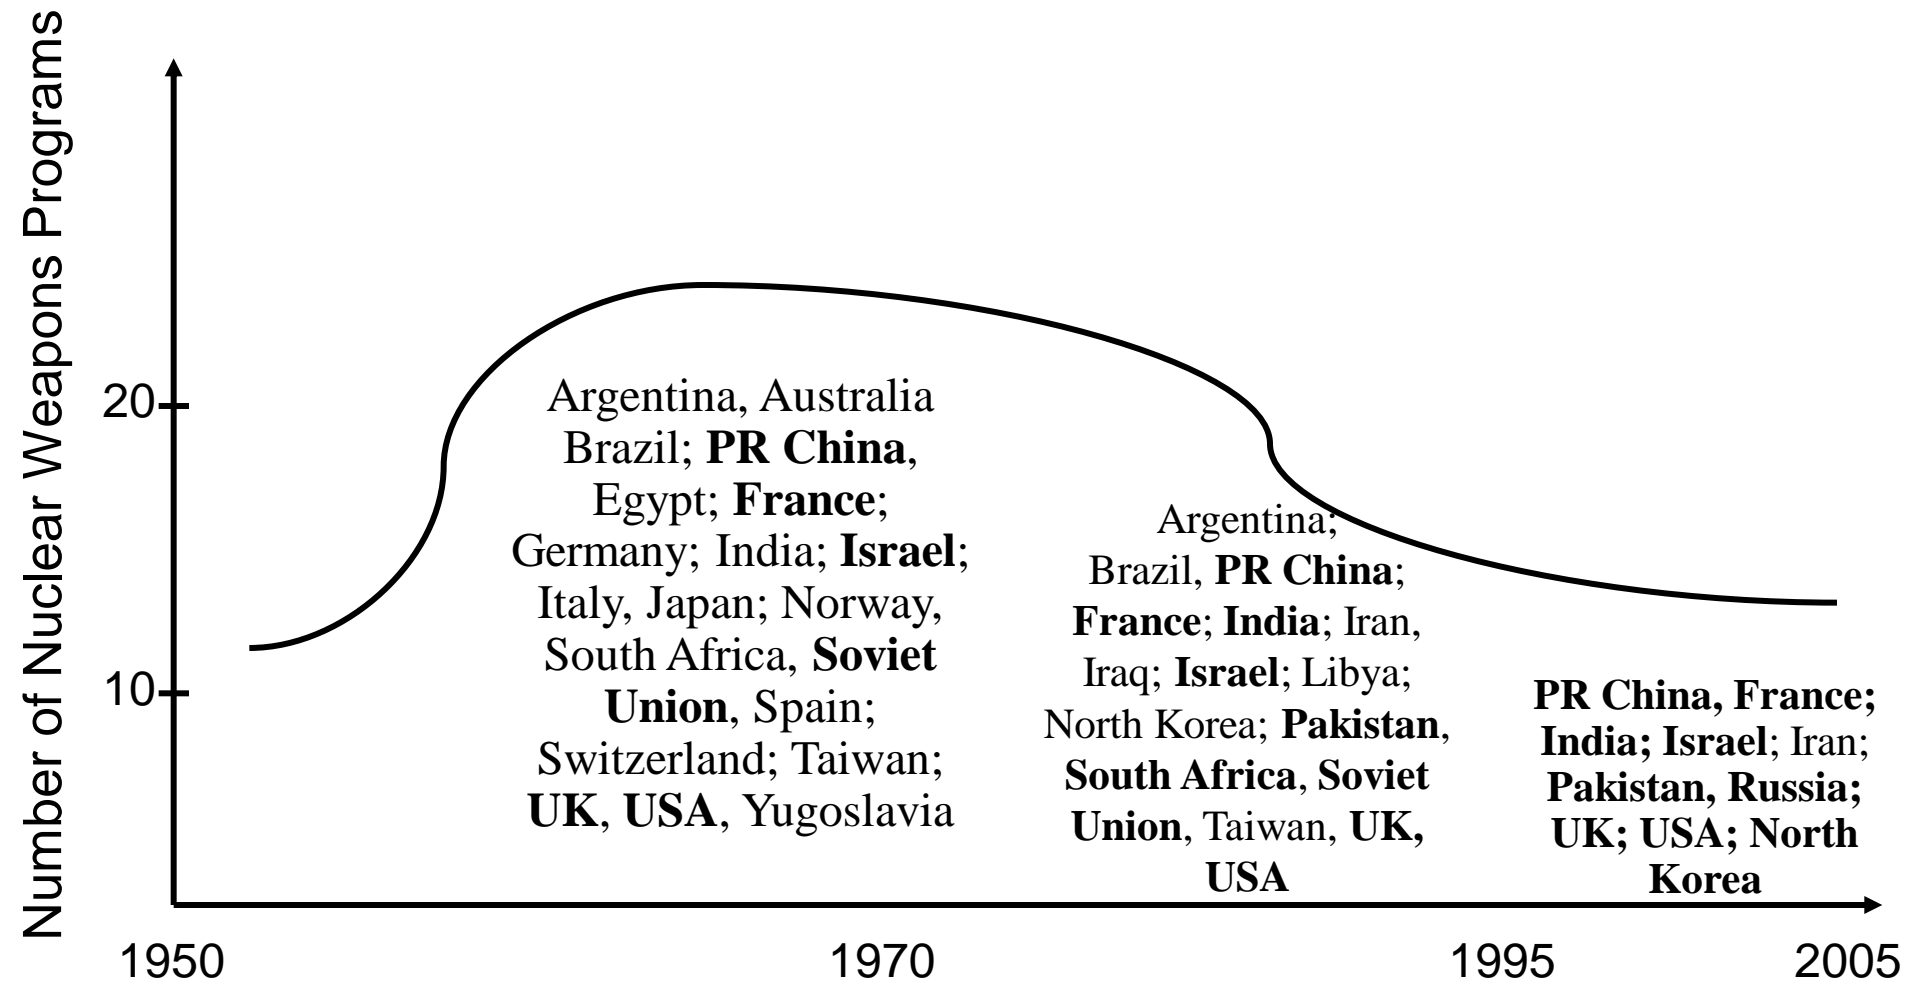 Number of Nuclear Weapons Programs
20
10
Argentina, Australia
Brazil; PR China,
Egypt; France;
Germany; India; Israel;
Italy, Japan; Norway,
South Africa, Soviet
Union, Spain;
Switzerland; Taiwan;
UK, USA, Yugoslavia
Argentina;
Brazil, PR China;
France; India; Iran,
Iraq; Israel; Libya;
North Korea; Pakistan,
South Africa, Soviet
Union, Taiwan, UK,
USA
PR China, France;
India; Israel; Iran;
Pakistan, Russia;
UK; USA; North
Korea
1950
1970
1995
2005